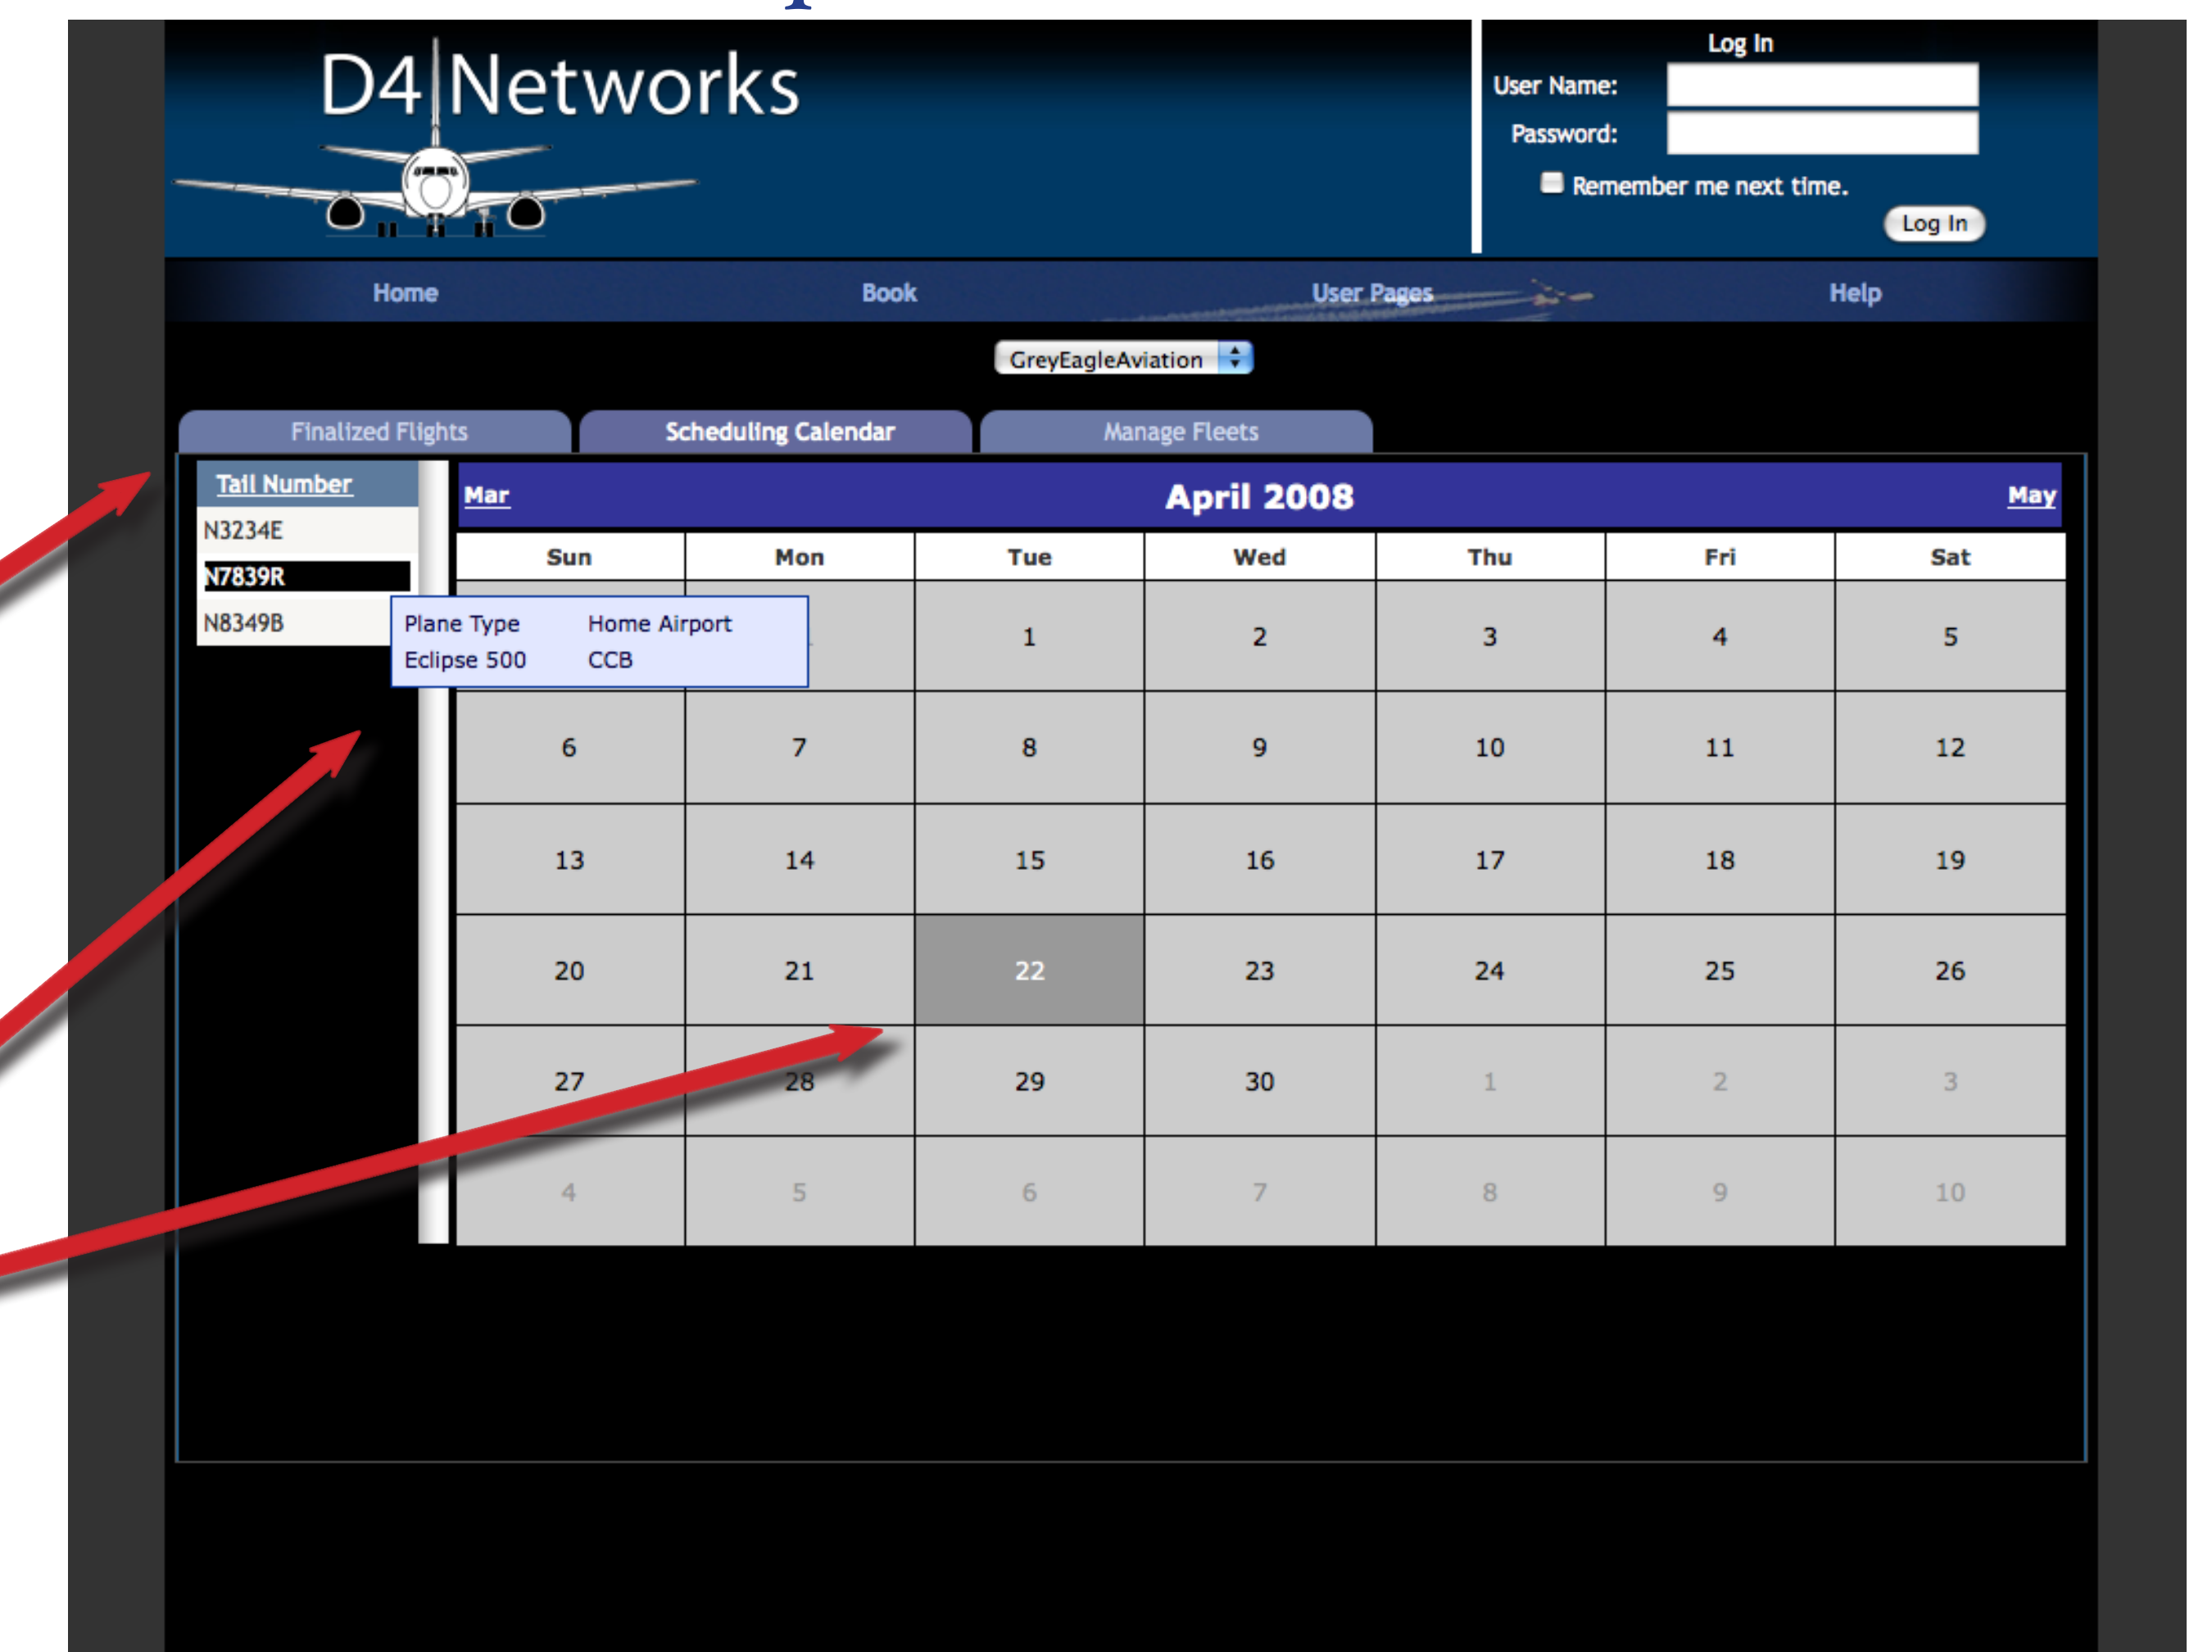 D4 Networks
Log In
User Name:
Password:
Remember me next time.
Log In
Home Book User Pages Help
GreyEagleAviation
Finalized Flights Scheduling Calendar Manage Fleets
Tail Number
N3234E
N7839R
N8349B
Plane Type Home Airport
Eclipse 500 CCB
Mar April 2008 May
Sun Mon Tue Wed Thu Fri Sat
1 2 3 4 5
6 7 8 9 10 11 12
13 14 15 16 17 18 19
20 21 22 23 24 25 26
27 28 29 30 1 2 3
4 5 6 7 8 9 10